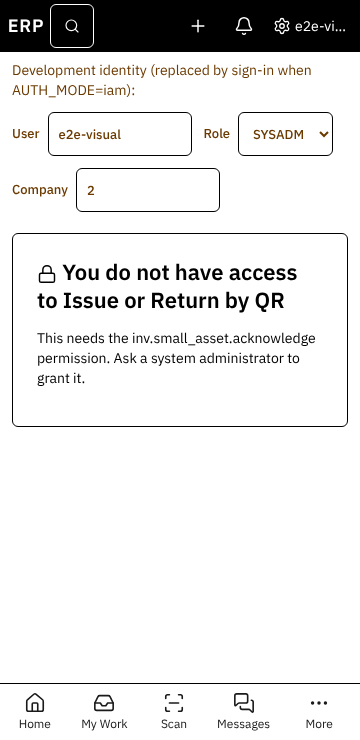 ERP
e2e-vi...
Development identity (replaced by sign-in when
AUTH_MODE=iam):
User e2e-visual Role SYSADM
Company 2
You do not have access
to Issue or Return by QR
This needs the inv.small_asset.acknowledge
permission. Ask a system administrator to
grant it.
Home My Work Scan Messages More